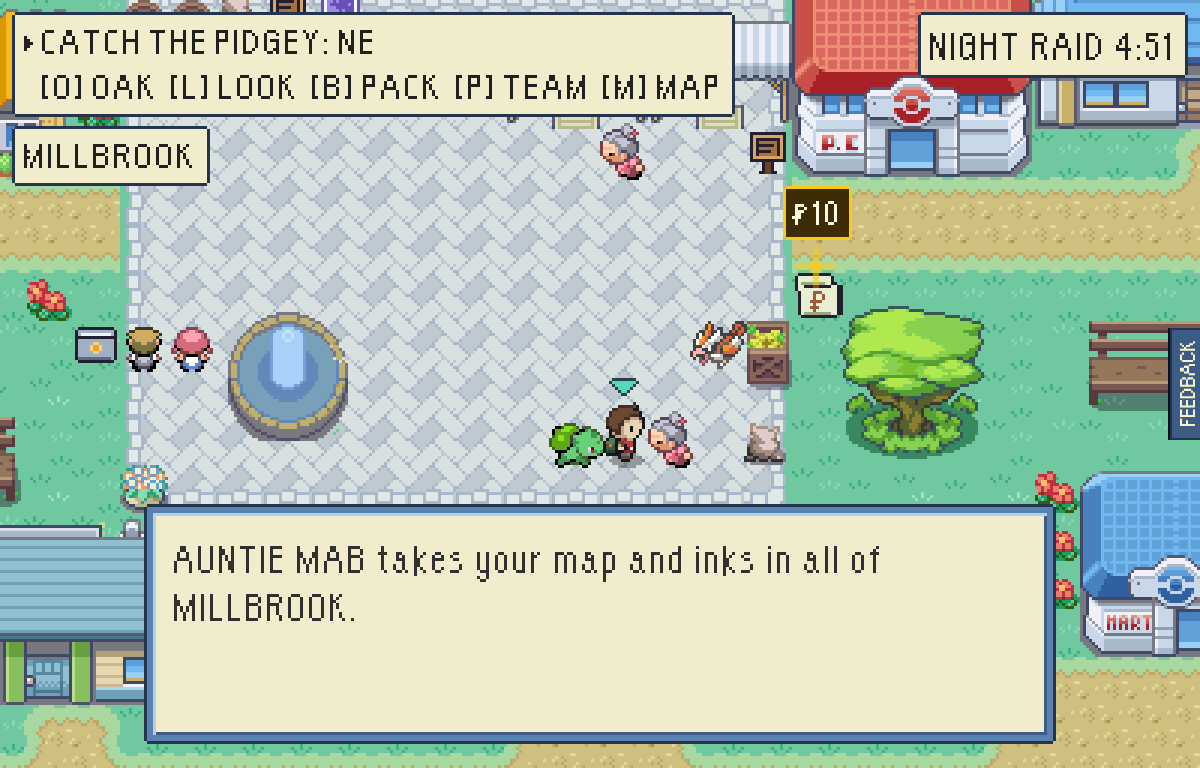 ▸CATCH THE PIDGEY: NE
[O]OAK [L]LOOK [B]PACK [P]TEAM [M]MAP
NIGHT RAID 4:51
MILLBROOK
P.C
₽10
₽
FEEDBACK
AUNTIE MAB takes your map and inks in all of
MILLBROOK.
MART